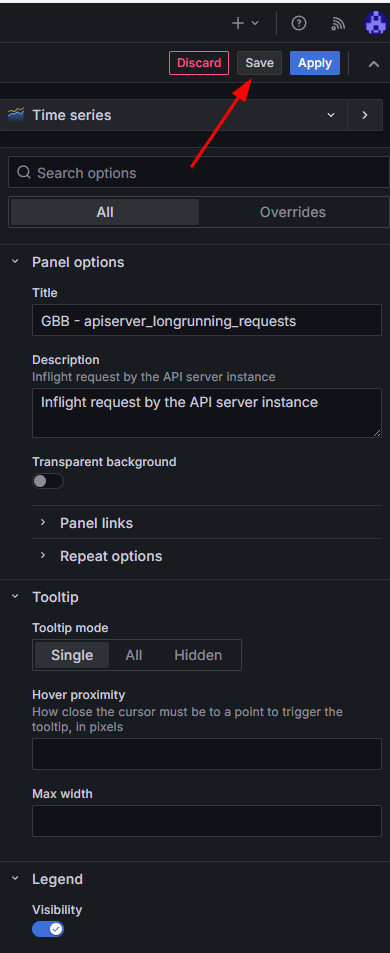 Discard Save Apply
Time series
Search options
All Overrides
Panel options
Title
GBB - apiserver_longrunning_requests
Description
Inflight request by the API server instance
Inflight request by the API server instance
Transparent background
Panel links
Repeat options
Tooltip
Tooltip mode
Single All Hidden
Hover proximity
How close the cursor must be to a point to trigger the
tooltip, in pixels
Max width
Legend
Visibility